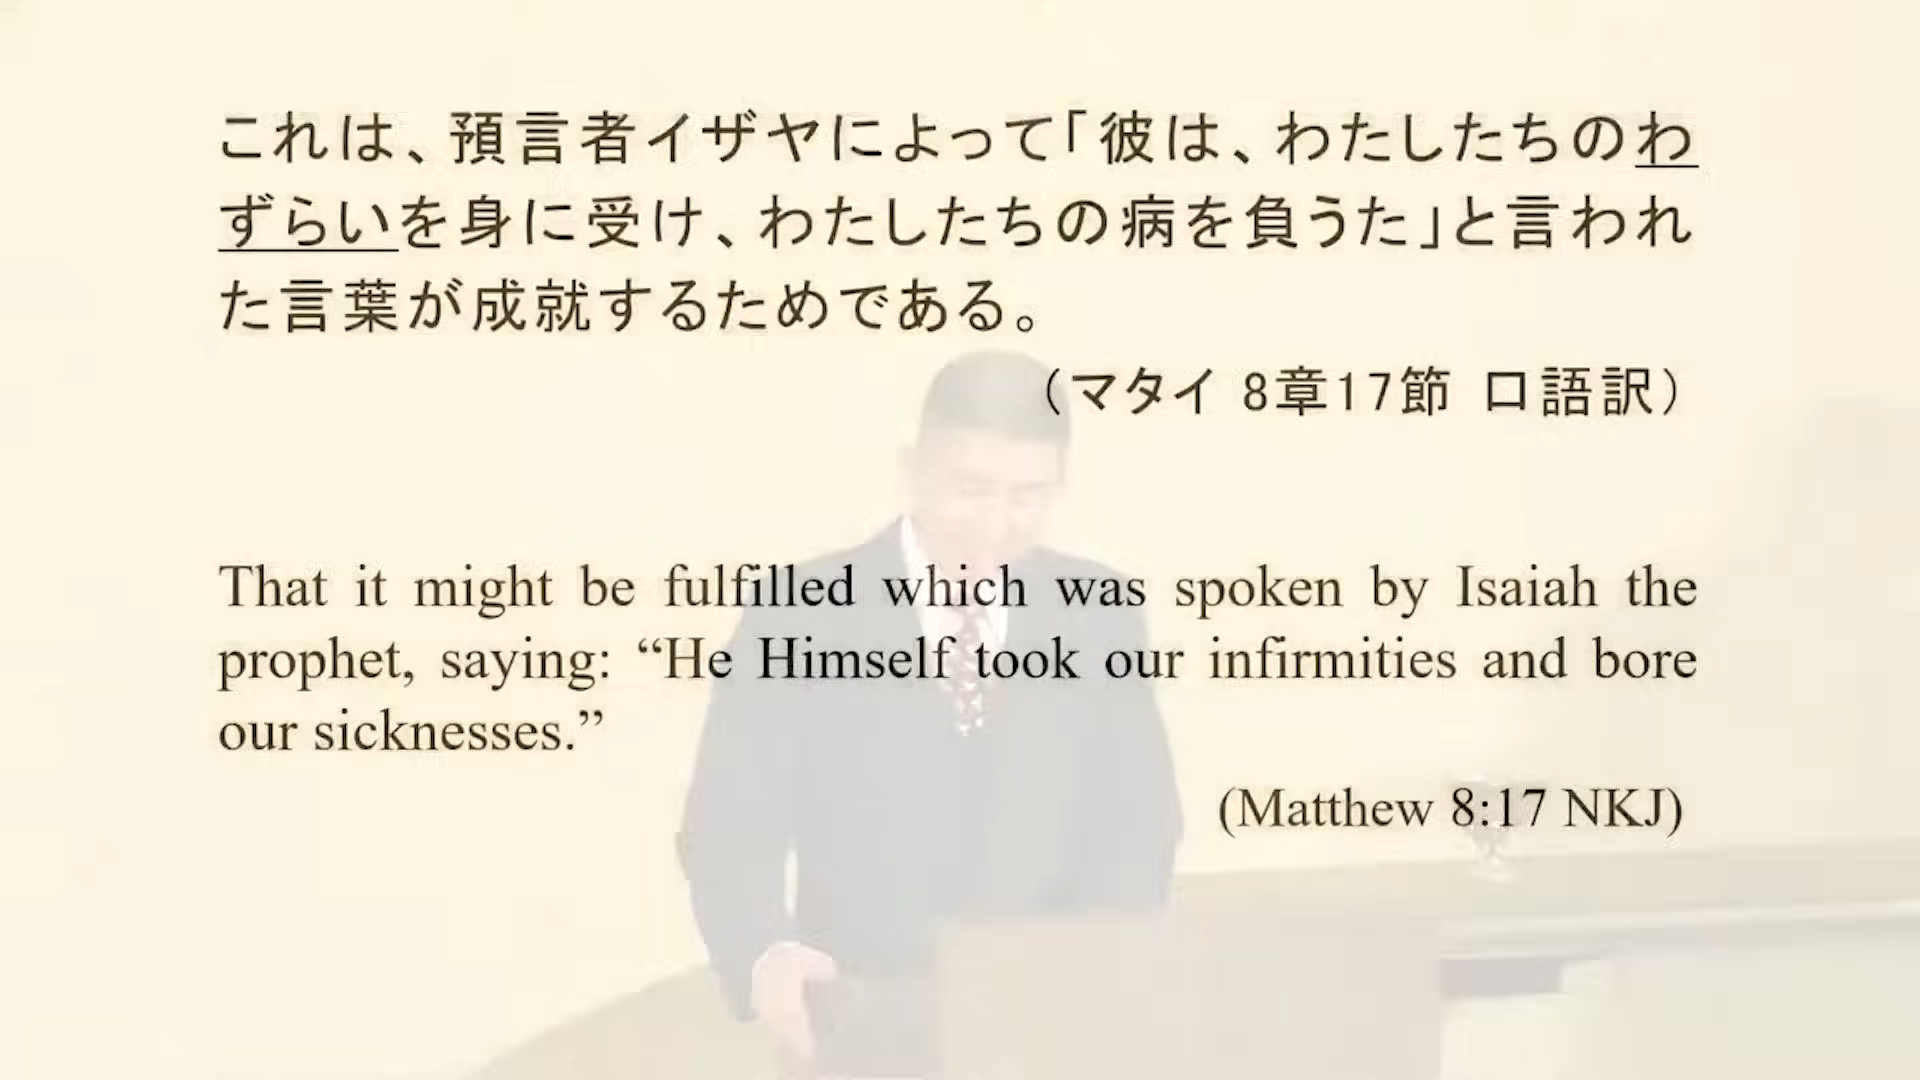 これは、預言者イザヤによって「彼は、わたしたちのわ
ずらいを身に受け、わたしたちの病を負うた」と言われ
た言葉が成就するためである。
（マタイ 8章17節 口語訳）
That it might be fulfilled which was spoken by Isaiah the
prophet, saying: “He Himself took our infirmities and bore
our sicknesses.”
(Matthew 8:17 NKJ)